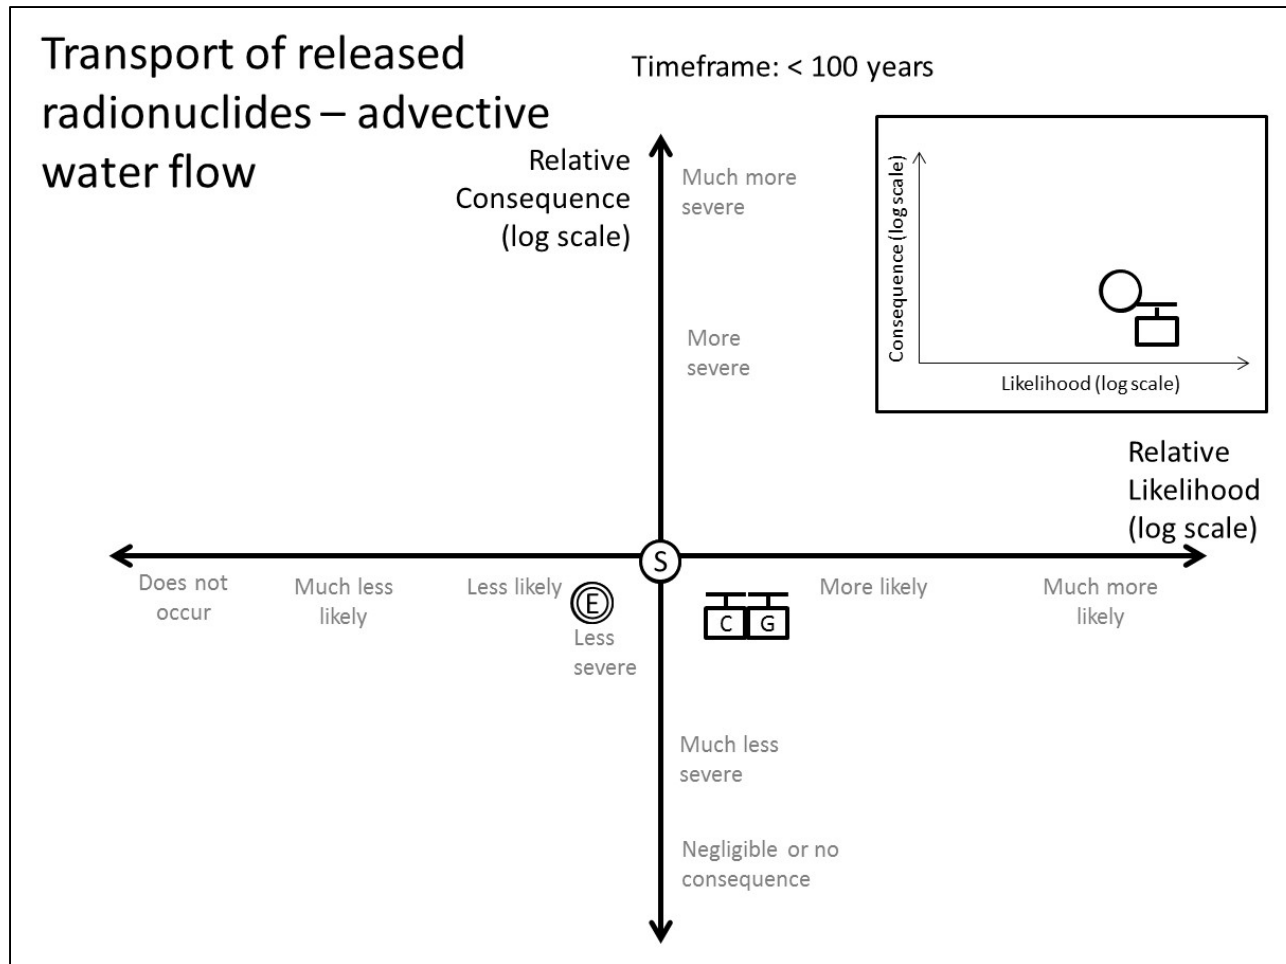 Transport of released
radionuclides – advective
water flow
Timeframe: < 100 years
Relative
Consequence
(log scale)
Much more
severe
More
severe
Consequence (log scale)
Likelihood (log scale)
Relative
Likelihood
(log scale)
S
Does not
occur
Much less
likely
Less likely
E
Less
severe
C
G
More likely
Much more
likely
Much less
severe
Negligible or no
consequence